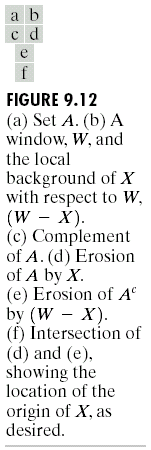 a b
c d
e
f
FIGURE 9.12
(a) Set A. (b) A
window, W, and
the local
background of X
with respect to W,
(W − X).
(c) Complement
of A. (d) Erosion
of A by X.
(e) Erosion of Aᶜ
by (W − X).
(f) Intersection of
(d) and (e),
showing the
location of the
origin of X, as
desired.